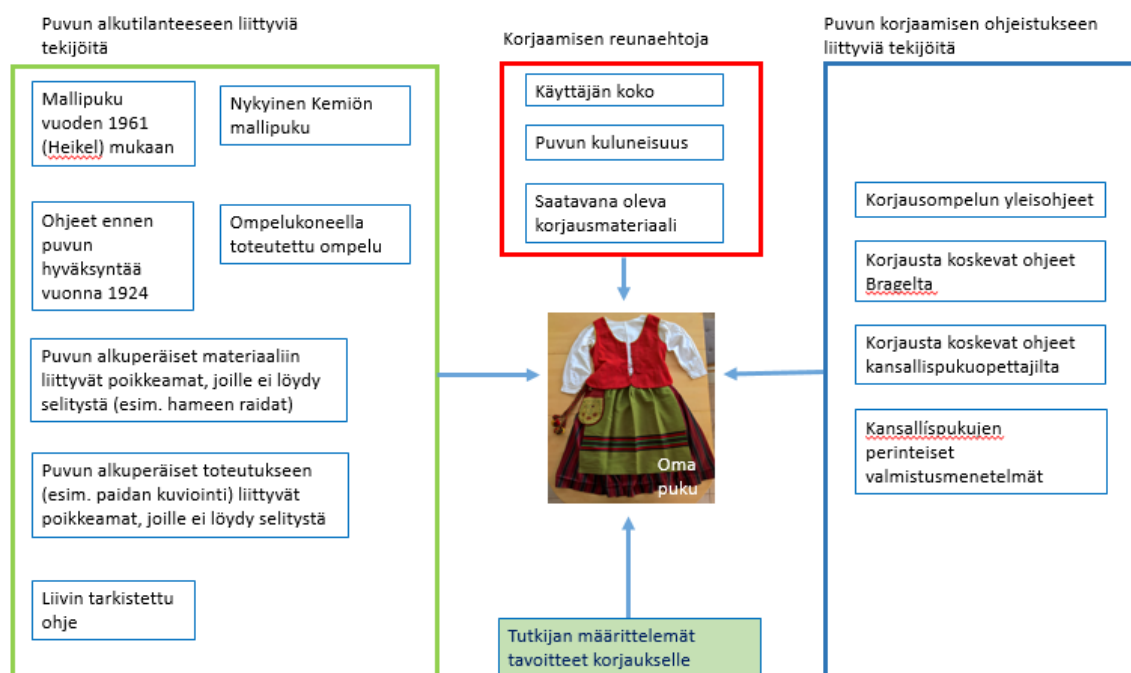 Puvun alkutilanteeseen liittyviä
tekijöitä
Mallipuku
vuoden 1961
(Heikel) mukaan
Nykyinen Kemiön
mallipuku
Ohjeet ennen
puvun
hyväksyntää
vuonna 1924
Ompelukoneella
toteutettu ompelu
Puvun alkuperäiset materiaaliin
liittyvät poikkeamat, joille ei löydy
selitystä (esim. hameen raidat)
Puvun alkuperäiset toteutukseen
(esim. paidan kuviointi) liittyvät
poikkeamat, joille ei löydy selitystä
Liivin tarkistettu
ohje
Korjaamisen reunaehtoja
Käyttäjän koko
Puvun kuluneisuus
Saatavana oleva
korjausmateriaali
Oma
puku
Tutkijan määrittelemät
tavoitteet korjaukselle
Puvun korjaamisen ohjeistukseen
liittyviä tekijöitä
Korjausompelun yleisohjeet
Korjausta koskevat ohjeet
Bragelta
Korjausta koskevat ohjeet
kansallispukuopettajilta
Kansallíspukujen
perinteiset
valmistusmenetelmät